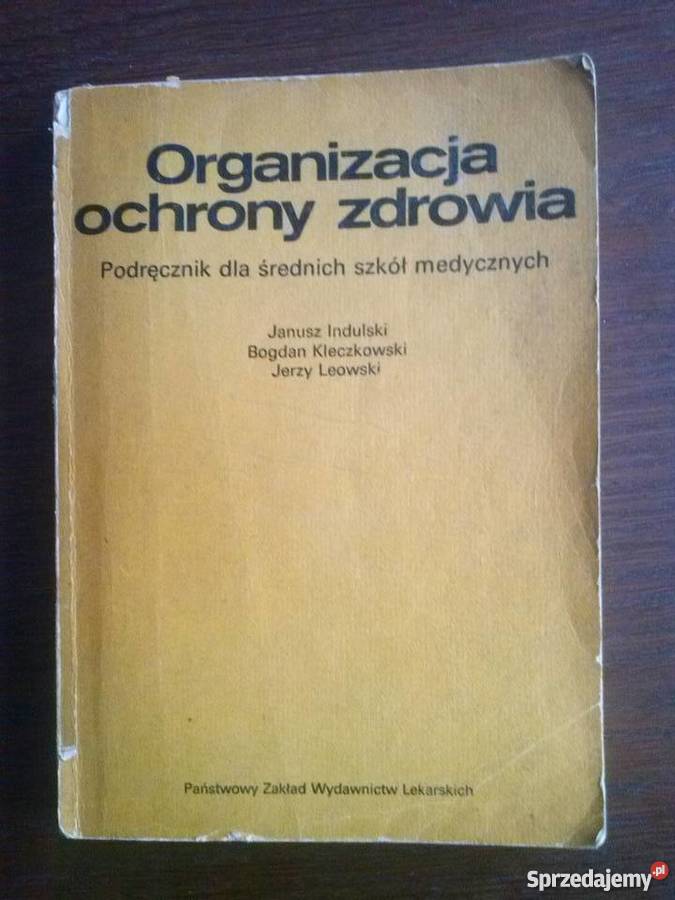 Organizacja
ochrony zdrowia
Podręcznik dla średnich szkół medycznych
Janusz Indulski
Bogdan Kleczkowski
Jerzy Leowski
Państwowy Zakład Wydawnictw Lekarskich
Sprzedajemy.pl